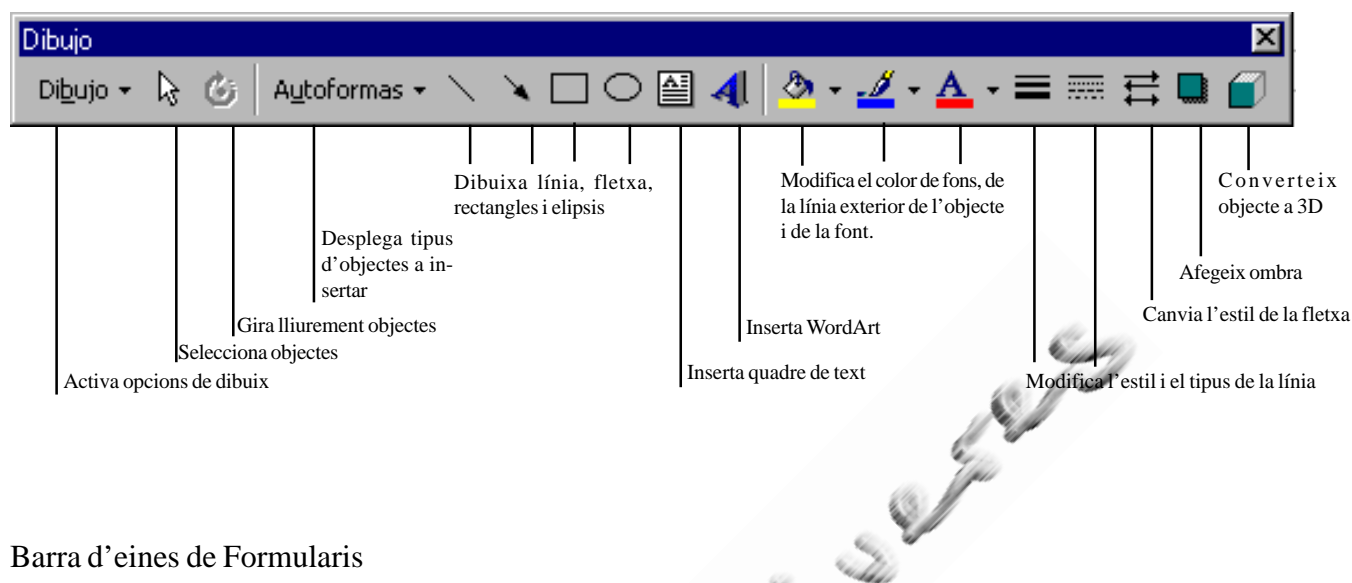 Dibujo
Dibujo
Autoformas
Dibuixa línia, fletxa,
rectangles i elipsis
Modifica el color de fons, de
la línia exterior de l’objecte
i de la font.
Converteix
objecte a 3D
Desplega tipus
d’objectes a in-
sertar
Afegeix ombra
Gira lliurement objectes
Inserta WordArt
Canvia l’estil de la fletxa
Selecciona objectes
Inserta quadre de text
Activa opcions de dibuix
Modifica l’estil i el tipus de la línia
Barra d’eines de Formularis